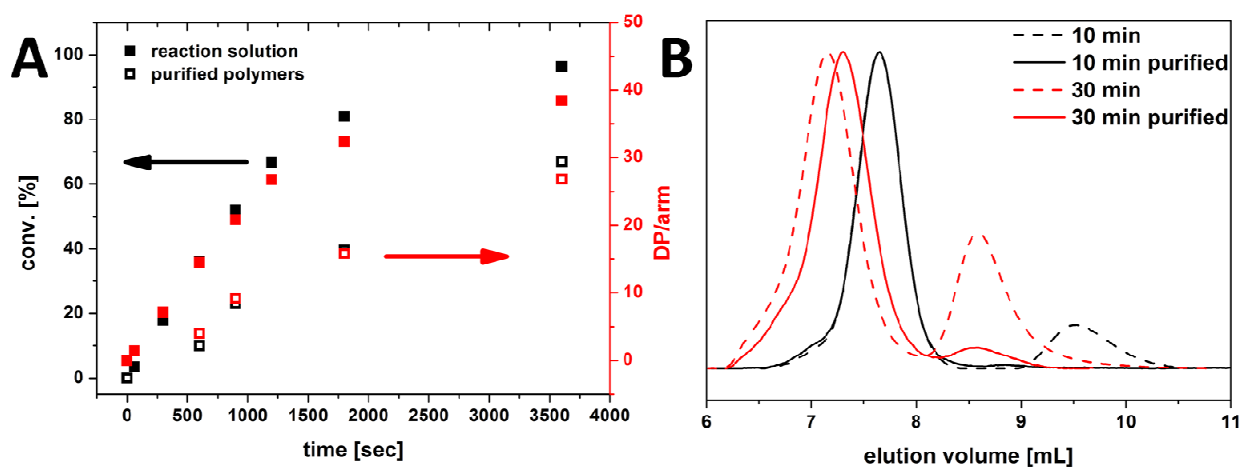 A
reaction solution
purified polymers
conv. [%]
100
80
60
40
20
0
0 500 1000 1500 2000 2500 3000 3500 4000
time [sec]
50
40
30
20
10
0
DP/arm
B
10 min
10 min purified
30 min
30 min purified
6 7 8 9 10 11
elution volume [mL]